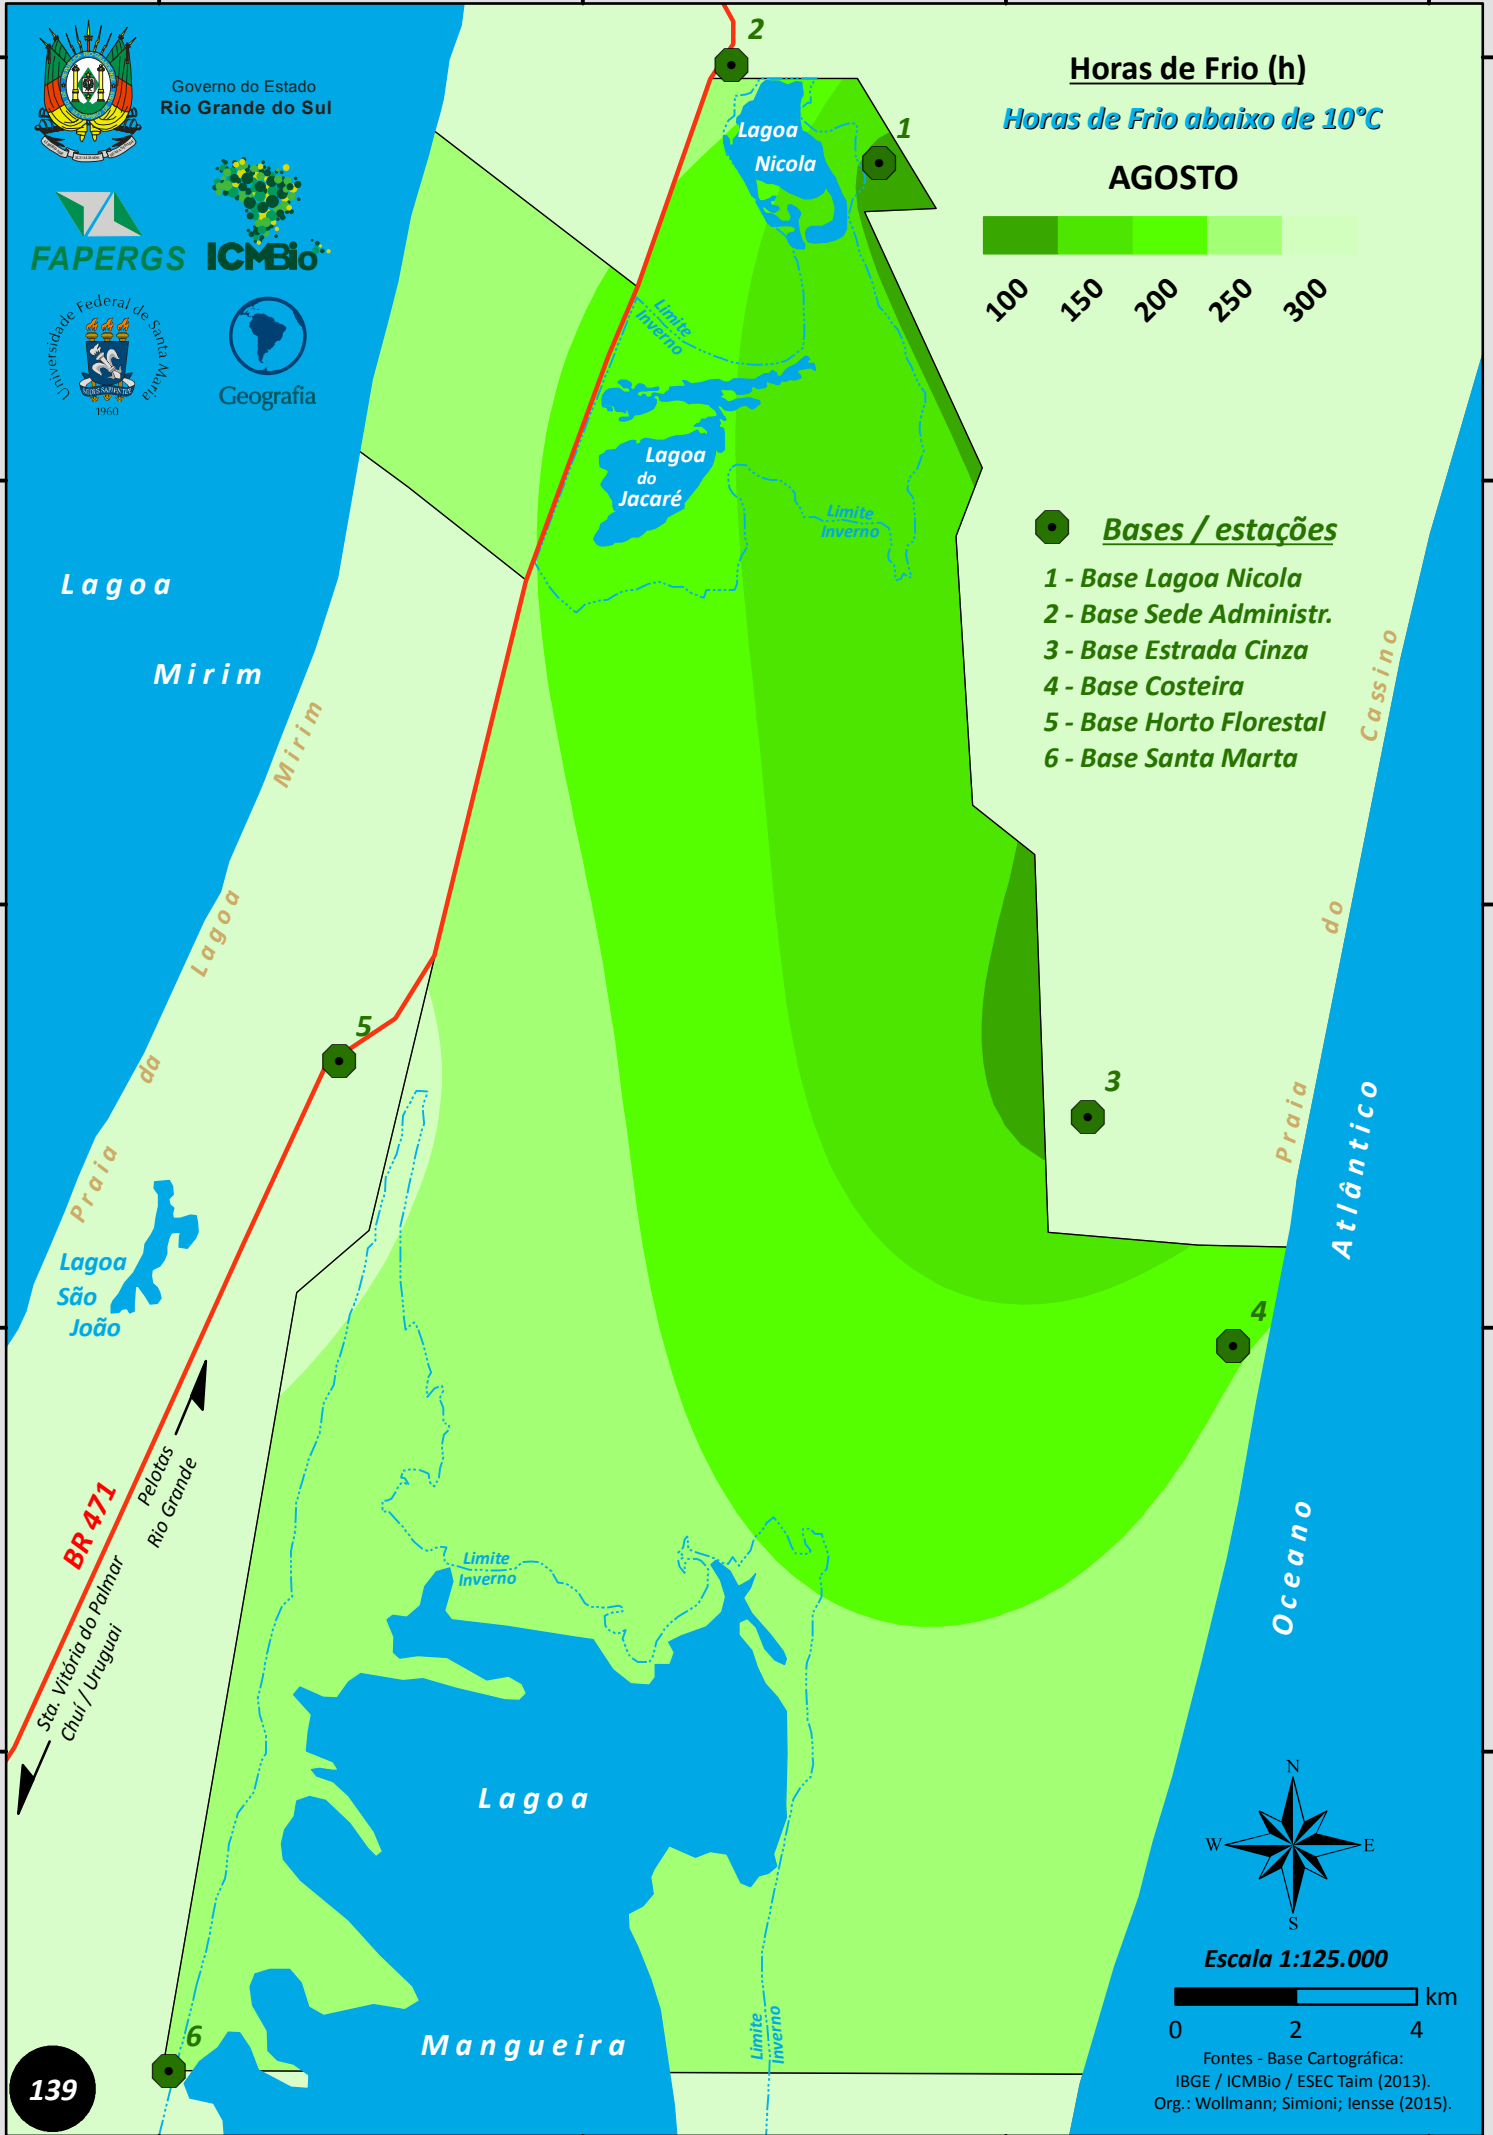 Governo do Estado
Rio Grande do Sul
FAPERGS
ICMBio
Universidade Federal de Santa Maria
1960
Geografia
Horas de Frio (h)
Horas de Frio abaixo de 10°C
AGOSTO
100
150
200
250
300
Bases / estações
1 - Base Lagoa Nicola
2 - Base Sede Administr.
3 - Base Estrada Cinza
4 - Base Costeira
5 - Base Horto Florestal
6 - Base Santa Marta
2
1
Lagoa
Nicola
Limite
Inverno
Lagoa
do
Jacaré
Limite
Inverno
Lagoa
Mirim
Praia da Lagoa Mirim
Praia do Cassino
5
3
4
Lagoa
São
João
Oceano Atlântico
BR 471
Pelotas
Rio Grande
Sta. Vitória do Palmar
Chuí / Uruguai
Limite
Inverno
Lagoa
Mangueira
Limite
Inverno
6
139
N
W
E
S
Escala 1:125.000
km
0
2
4
Fontes - Base Cartográfica:
IBGE / ICMBio / ESEC Taim (2013).
Org.: Wollmann; Simioni; Iensse (2015).